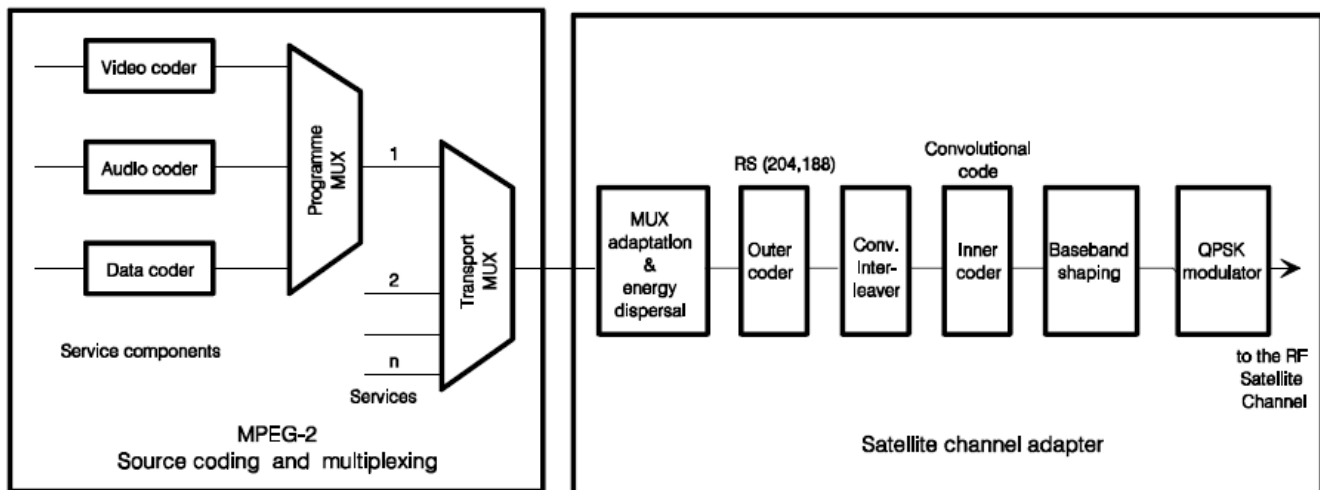 Video coder
Audio coder
Data coder
Service components
Programme
MUX
1
2
n
Services
Transport
MUX
MPEG-2
Source coding and multiplexing
MUX
adaptation
&
energy
dispersal
RS (204,188)
Outer
coder
Conv.
Inter-
leaver
Convolutional
code
Inner
coder
Baseband
shaping
QPSK
modulator
to the RF
Satellite
Channel
Satellite channel adapter